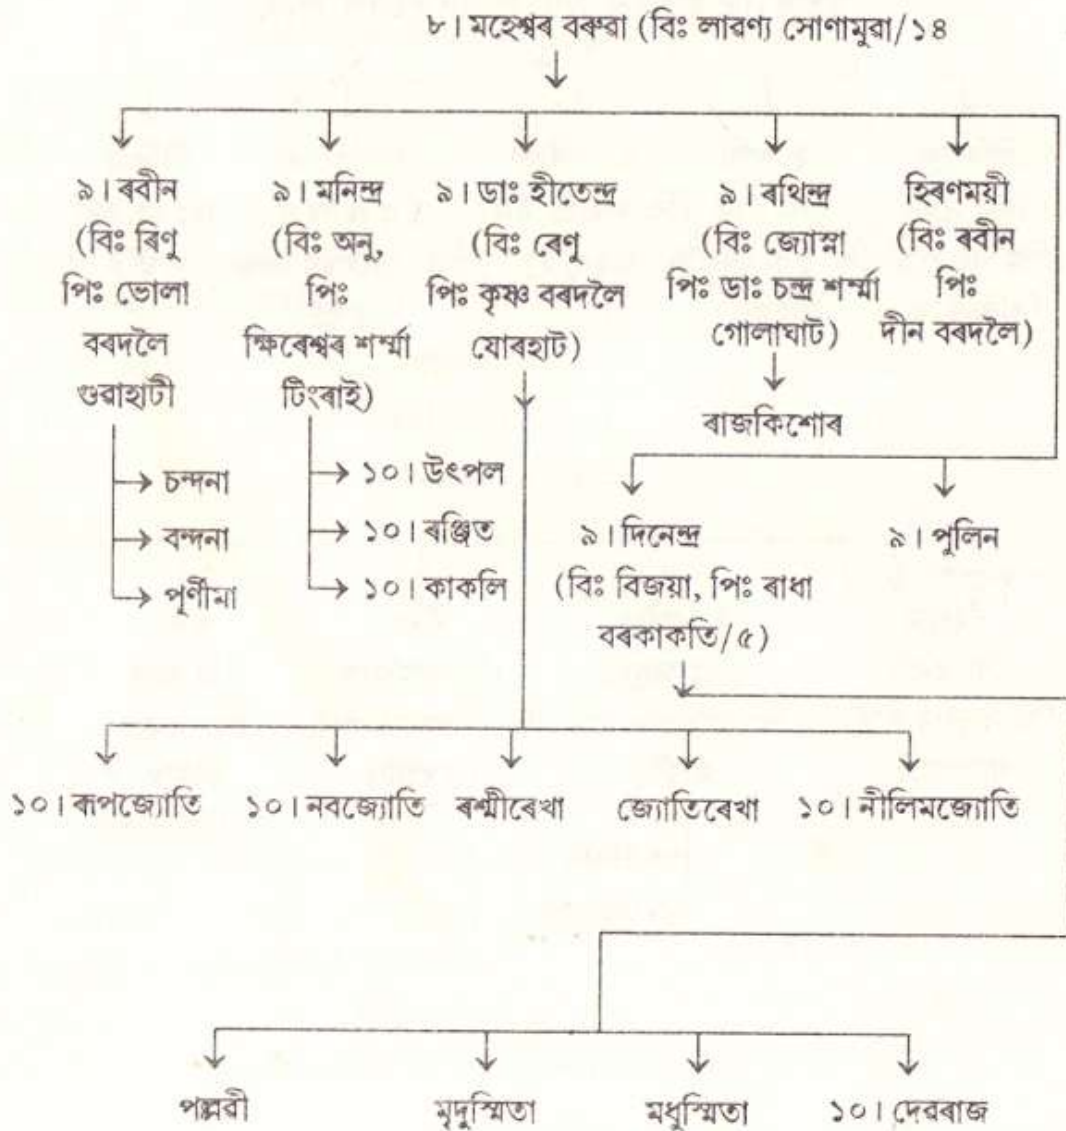 ৮। মহেশ্বৰ বৰুৱা (বিঃ লাৱণ্য সোণামুৱা/১৪
৯। ৰবীন
(বিঃ ৰিণু
পিঃ ভোলা
বৰদলৈ
গুৱাহাটী
চন্দনা
বন্দনা
পূৰ্ণীমা
৯। মনিন্দ্ৰ
(বিঃ অনু,
পিঃ
ক্ষিৰেশ্বৰ শৰ্ম্মা
টিংৰাই)
১০। উৎপল
১০। ৰঞ্জিত
১০। কাকলি
৯। ডাঃ হীতেন্দ্ৰ
(বিঃ ৰেণু
পিঃ কৃষ্ণ বৰদলৈ
যোৰহাট)
৯। ৰথিন্দ্ৰ
(বিঃ জ্যোস্না
পিঃ ডাঃ চন্দ্ৰ শৰ্ম্মা
গোলাঘাট)
ৰাজকিশোৰ
হিৰণময়ী
(বিঃ ৰবীন
পিঃ
দীন বৰদলৈ)
৯। দিনেন্দ্ৰ
(বিঃ বিজয়া, পিঃ ৰাধা
বৰকাকতি/৫)
৯। পুলিন
১০। ৰূপজ্যোতি
১০। নবজ্যোতি
ৰশ্মীৰেখা
জ্যোতিৰেখা
১০। নীলিমজ্যোতি
পল্লৱী
মৃদুস্মিতা
মধুস্মিতা
১০। দেৱৰাজ